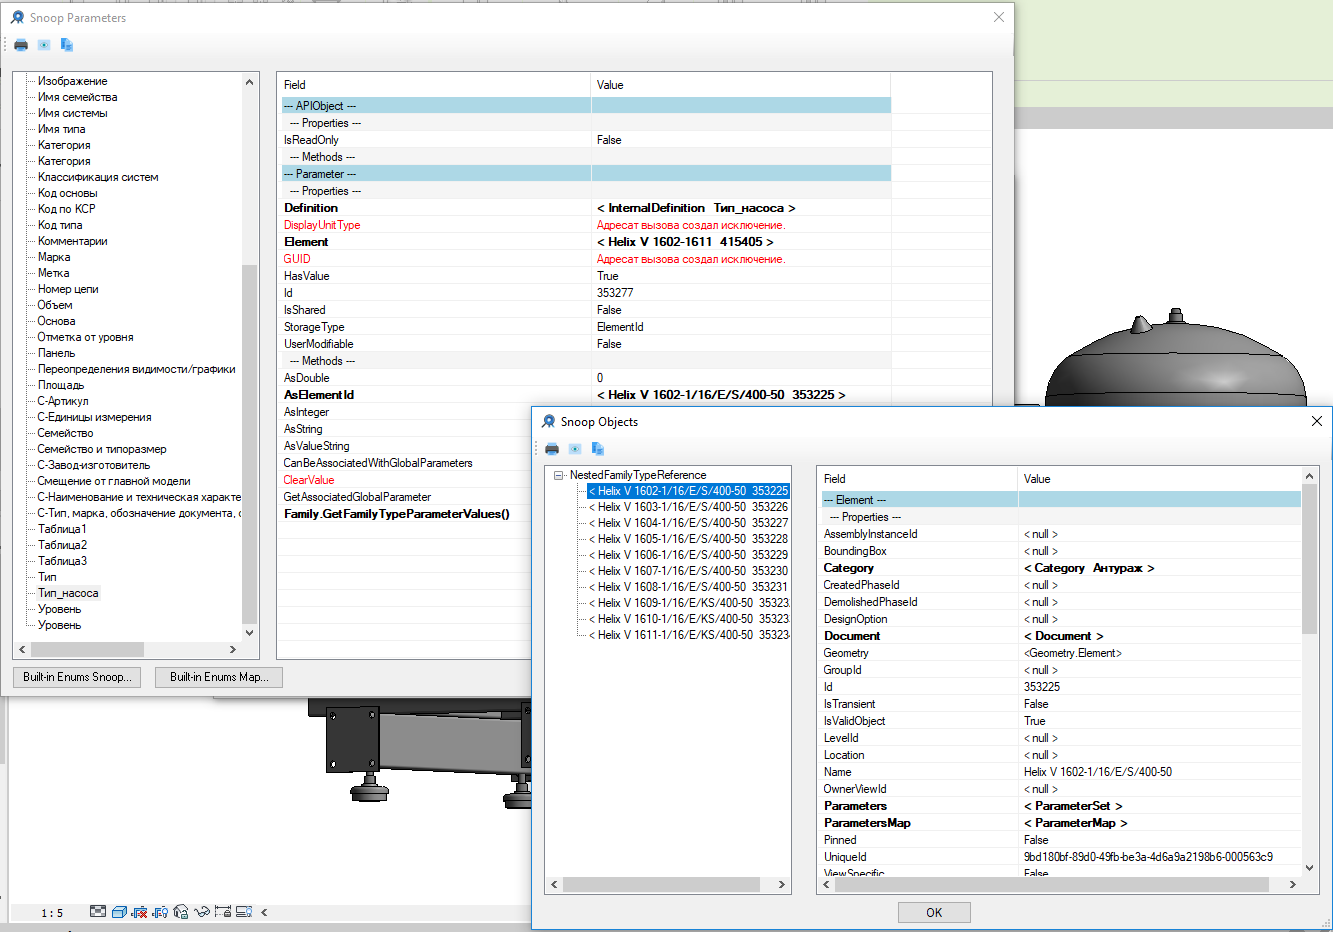 Snoop Parameters
Изображение
Имя семейства
Имя системы
Имя типа
Категория
Категория
Классификация систем
Код основы
Код по КСР
Код типа
Комментарии
Марка
Метка
Номер цепи
Объем
Основа
Отметка от уровня
Панель
Переопределения видимости/графики
Площадь
С-Артикул
С-Единицы измерения
Семейство
Семейство и типоразмер
С-Завод-изготовитель
Смещение от главной модели
С-Наименование и техническая характе
С-Тип, марка, обозначение документа, о
Таблица1
Таблица2
Таблица3
Тип
Тип_насоса
Уровень
Уровень
Built-in Enums Snoop... Built-in Enums Map...
Field Value
--- APIObject ---
--- Properties ---
IsReadOnly False
--- Methods ---
--- Parameter ---
--- Properties ---
Definition < InternalDefinition Тип_насоса >
DisplayUnitType Адресат вызова создал исключение.
Element < Helix V 1602-1611 415405 >
GUID Адресат вызова создал исключение.
HasValue True
Id 353277
IsShared False
StorageType ElementId
UserModifiable False
--- Methods ---
AsDouble 0
AsElementId < Helix V 1602-1/16/E/S/400-50 353225 >
AsInteger
AsString
AsValueString
CanBeAssociatedWithGlobalParameters
ClearValue
GetAssociatedGlobalParameter
Family.GetFamilyTypeParameterValues()
Snoop Objects
NestedFamilyTypeReference
< Helix V 1602-1/16/E/S/400-50 353225
< Helix V 1603-1/16/E/S/400-50 353226
< Helix V 1604-1/16/E/S/400-50 353227
< Helix V 1605-1/16/E/S/400-50 353228
< Helix V 1606-1/16/E/S/400-50 353229
< Helix V 1607-1/16/E/S/400-50 353230
< Helix V 1608-1/16/E/S/400-50 353231
< Helix V 1609-1/16/E/KS/400-50 35323
< Helix V 1610-1/16/E/KS/400-50 35323
< Helix V 1611-1/16/E/KS/400-50 35323
Field Value
--- Element ---
--- Properties ---
AssemblyInstanceId < null >
BoundingBox < null >
Category < Category Антураж >
CreatedPhaseId < null >
DemolishedPhaseId < null >
DesignOption < null >
Document < Document >
Geometry <Geometry.Element>
GroupId < null >
Id 353225
IsTransient False
IsValidObject True
LevelId < null >
Location < null >
Name Helix V 1602-1/16/E/S/400-50
OwnerViewId < null >
Parameters < ParameterSet >
ParametersMap < ParameterMap >
Pinned False
UniqueId 9bd180bf-89d0-49fb-be3a-4d6a9a2198b6-000563c9
ViewSpecific False
OK
1 : 5